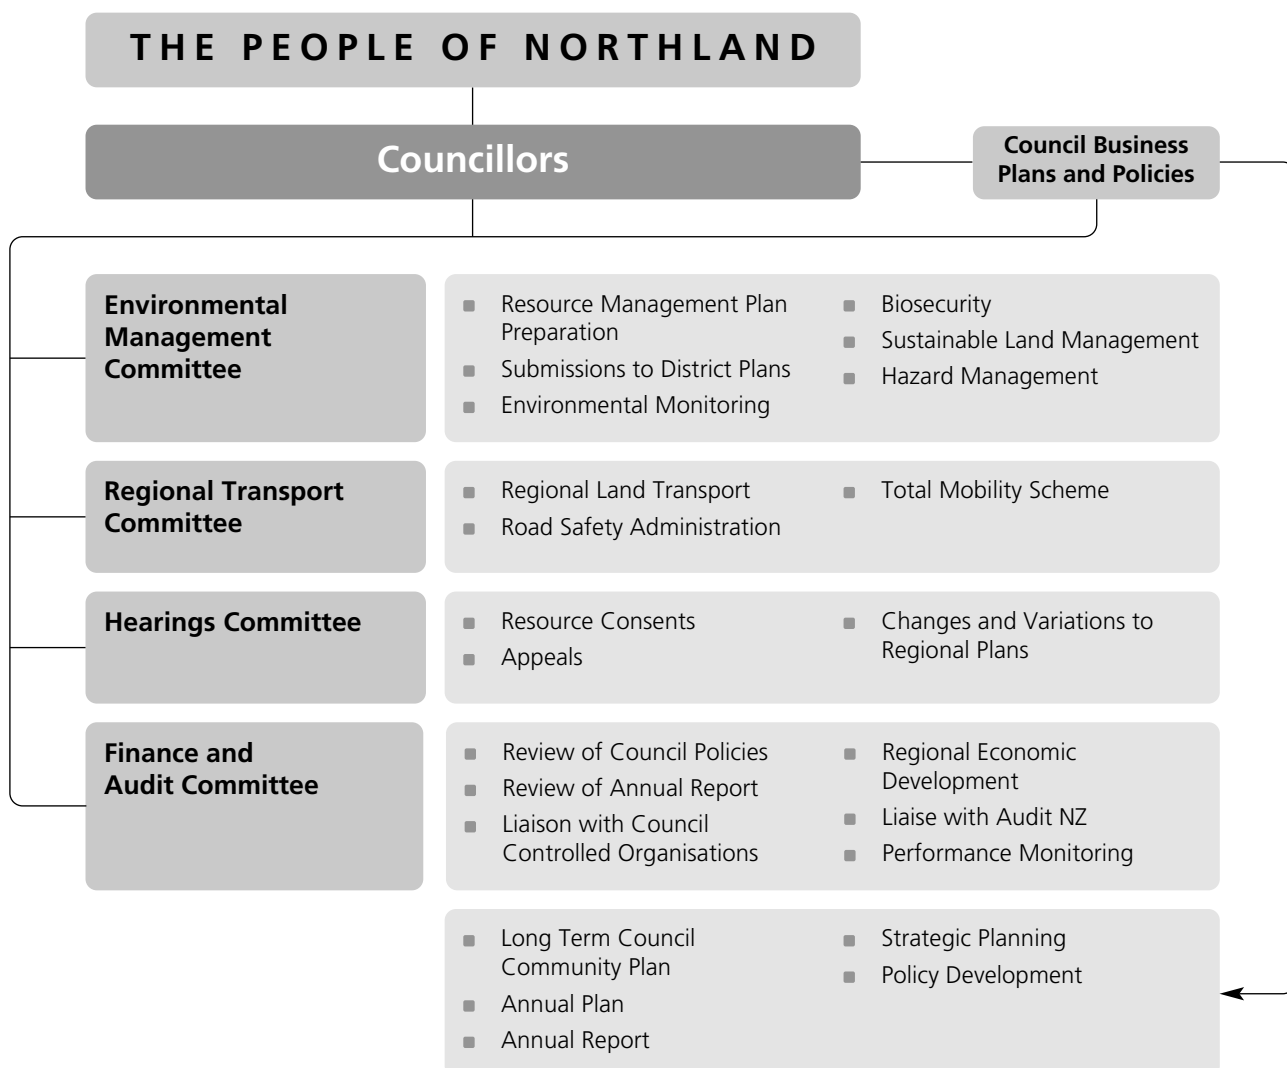 THE PEOPLE OF NORTHLAND
Councillors
Council Business
Plans and Policies
Environmental
Management
Committee
Resource Management Plan
Preparation
Submissions to District Plans
Environmental Monitoring
Biosecurity
Sustainable Land Management
Hazard Management
Regional Transport
Committee
Regional Land Transport
Road Safety Administration
Total Mobility Scheme
Hearings Committee
Resource Consents
Appeals
Changes and Variations to
Regional Plans
Finance and
Audit Committee
Review of Council Policies
Review of Annual Report
Liaison with Council
Controlled Organisations
Regional Economic
Development
Liaise with Audit NZ
Performance Monitoring
Long Term Council
Community Plan
Annual Plan
Annual Report
Strategic Planning
Policy Development